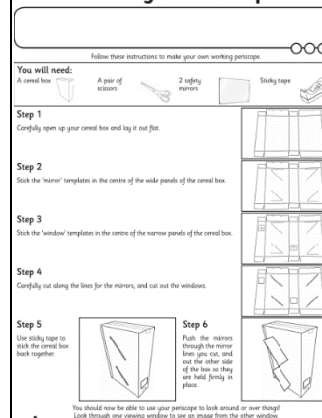 Follow these instructions to make your own working periscope.
You will need:
A cereal box
A pair of scissors
2 safety mirrors
Sticky tape
Step 1
Carefully open up your cereal box and lay it out flat.
Step 2
Stick the 'mirror' templates in the centre of the wide panels of the cereal box.
Step 3
Stick the 'window' templates in the centre of the narrow panels of the cereal box.
Step 4
Carefully cut along the lines for the mirrors, and cut out the windows.
Step 5
Use sticky tape to
stick the cereal box
back together.
Step 6
Push the mirrors
through the mirror
lines you cut, and
out the other side
of the box so they
are held firmly in
place.
You should now be able to use your periscope to look around or over things!
Look through one viewing window to see an image from the other window.